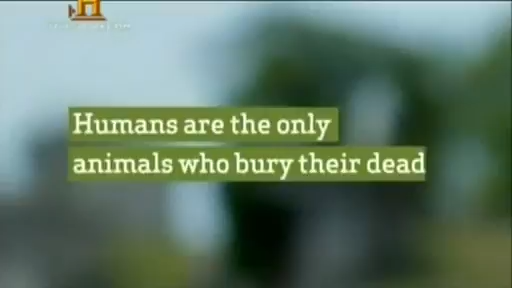 H
Humans are the only
animals who bury their dead